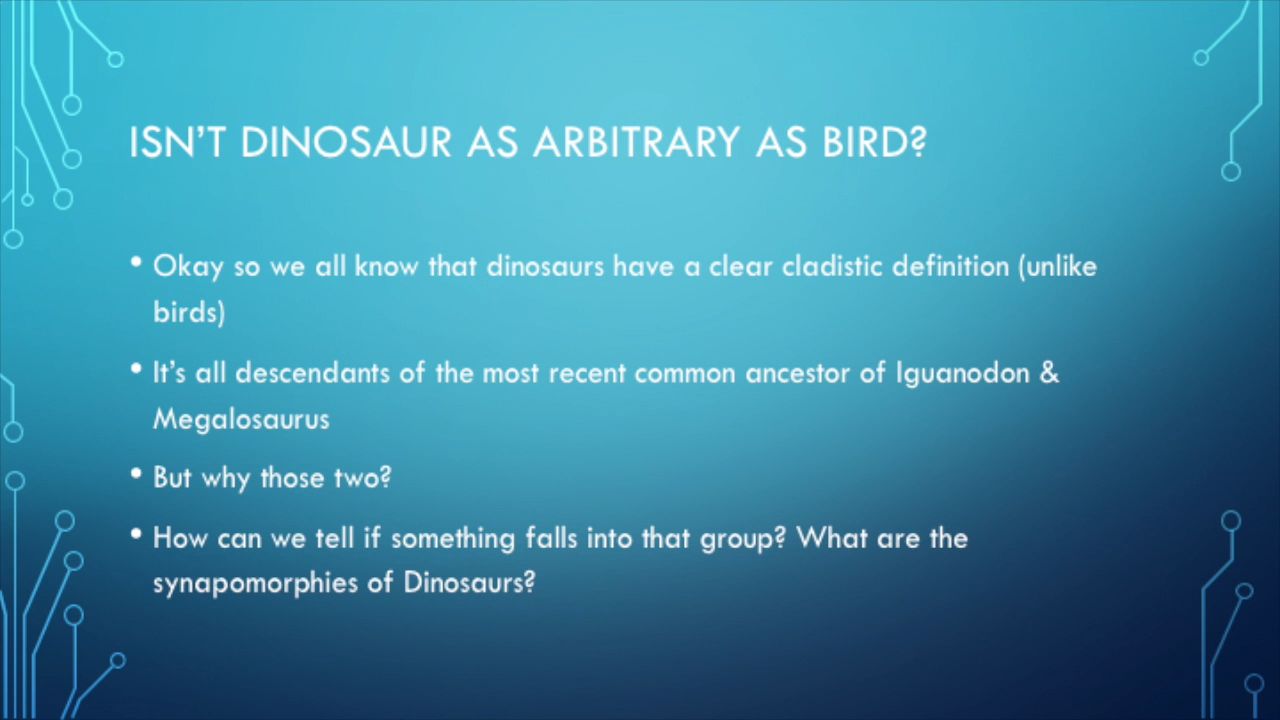 ISN'T DINOSAUR AS ARBITRARY AS BIRD?
• Okay so we all know that dinosaurs have a clear cladistic definition (unlike
birds)
• It's all descendants of the most recent common ancestor of Iguanodon &
Megalosaurus
• But why those two?
• How can we tell if something falls into that group? What are the
synapomorphies of Dinosaurs?